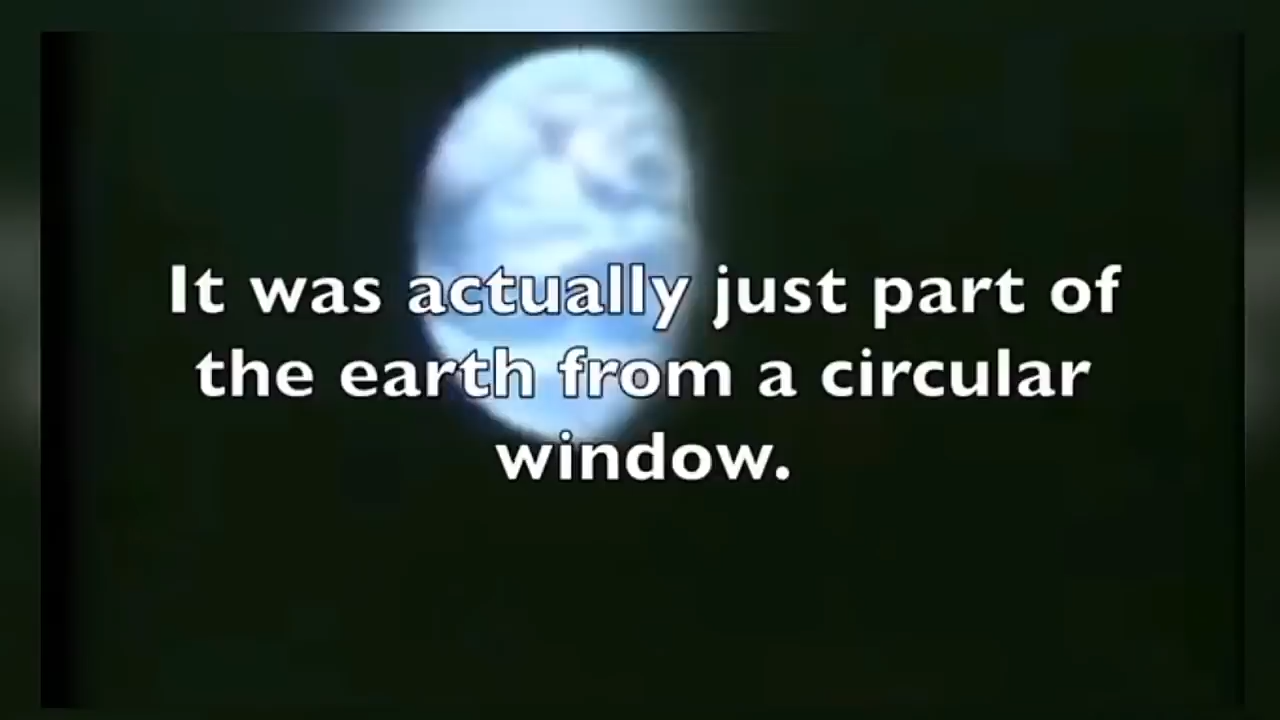 It was actually just part of
the earth from a circular
window.